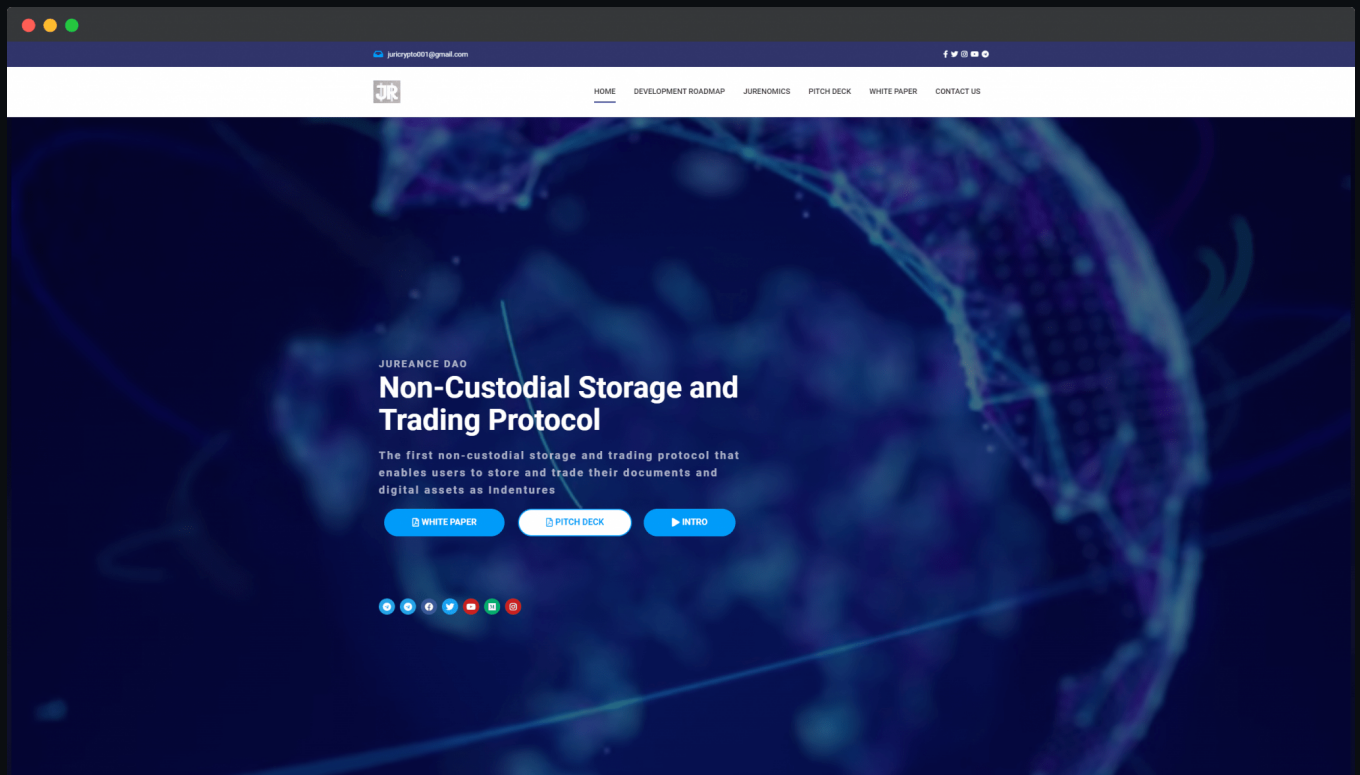 juricrypto001@gmail.com
JR
HOME DEVELOPMENT ROADMAP JURENOMICS PITCH DECK WHITE PAPER CONTACT US
JUREANCE DAO
Non-Custodial Storage and
Trading Protocol
The first non-custodial storage and trading protocol that
enables users to store and trade their documents and
digital assets as Indentures
WHITE PAPER PITCH DECK INTRO